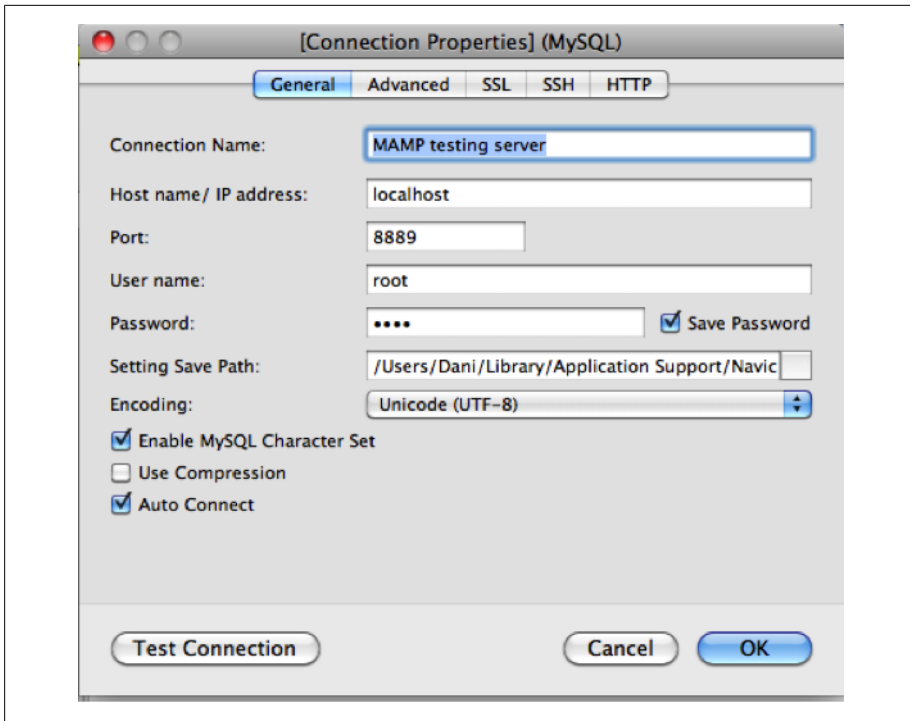 [Connection Properties] (MySQL)
General Advanced SSL SSH HTTP
Connection Name: MAMP testing server
Host name/ IP address: localhost
Port: 8889
User name: root
Password: •••• Save Password
Setting Save Path: /Users/Dani/Library/Application Support/Navic
Encoding: Unicode (UTF-8)
Enable MySQL Character Set
Use Compression
Auto Connect
Test Connection Cancel OK